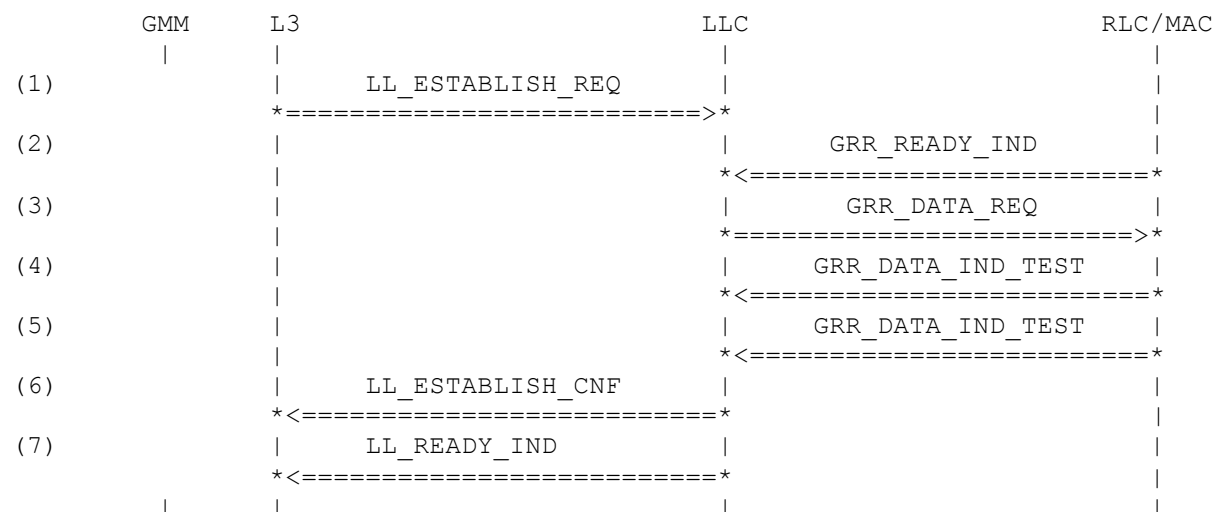 GMM L3 LLC RLC/MAC
| | | |
(1) | LL_ESTABLISH_REQ | |
*==========================>* |
(2) | | GRR_READY_IND |
| *<=========================*
(3) | | GRR_DATA_REQ |
| *=========================>*
(4) | | GRR_DATA_IND_TEST |
| *<=========================*
(5) | | GRR_DATA_IND_TEST |
| *<=========================*
(6) | LL_ESTABLISH_CNF | |
*<==========================* |
(7) | LL_READY_IND | |
*<==========================* |
| | | |